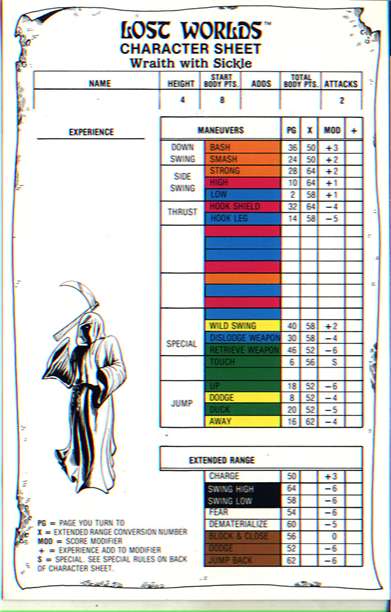 LOST WORLDS™
CHARACTER SHEET
Wraith with Sickle
NAME HEIGHT START BODY PTS. ADDS TOTAL BODY PTS. ATTACKS
4 8 2
EXPERIENCE
MANEUVERS PG X MOD +
DOWN SWING
BASH 36 50 +3
SMASH 24 50 +2
SIDE SWING
STRONG 28 64 +2
HIGH 10 64 +1
LOW 2 58 +1
THRUST
HOOK SHIELD 32 64 −4
HOOK LEG 14 58 −5
SPECIAL
WILD SWING 40 58 +2
DISLODGE WEAPON 30 58 −4
RETRIEVE WEAPON 46 52 −6
TOUCH 6 56 S
JUMP
UP 18 52 −6
DODGE 8 52 −4
DUCK 20 52 −5
AWAY 16 62 −4
EXTENDED RANGE
CHARGE 50 +3
SWING HIGH 64 −6
SWING LOW 58 −6
FEAR 54 −6
DEMATERIALIZE 60 −5
BLOCK & CLOSE 56 0
DODGE 52 −6
JUMP BACK 62 −6
PG = PAGE YOU TURN TO
X = EXTENDED RANGE CONVERSION NUMBER
MOD = SCORE MODIFIER
+ = EXPERIENCE ADD TO MODIFIER
S = SPECIAL. SEE SPECIAL RULES ON BACK
OF CHARACTER SHEET.